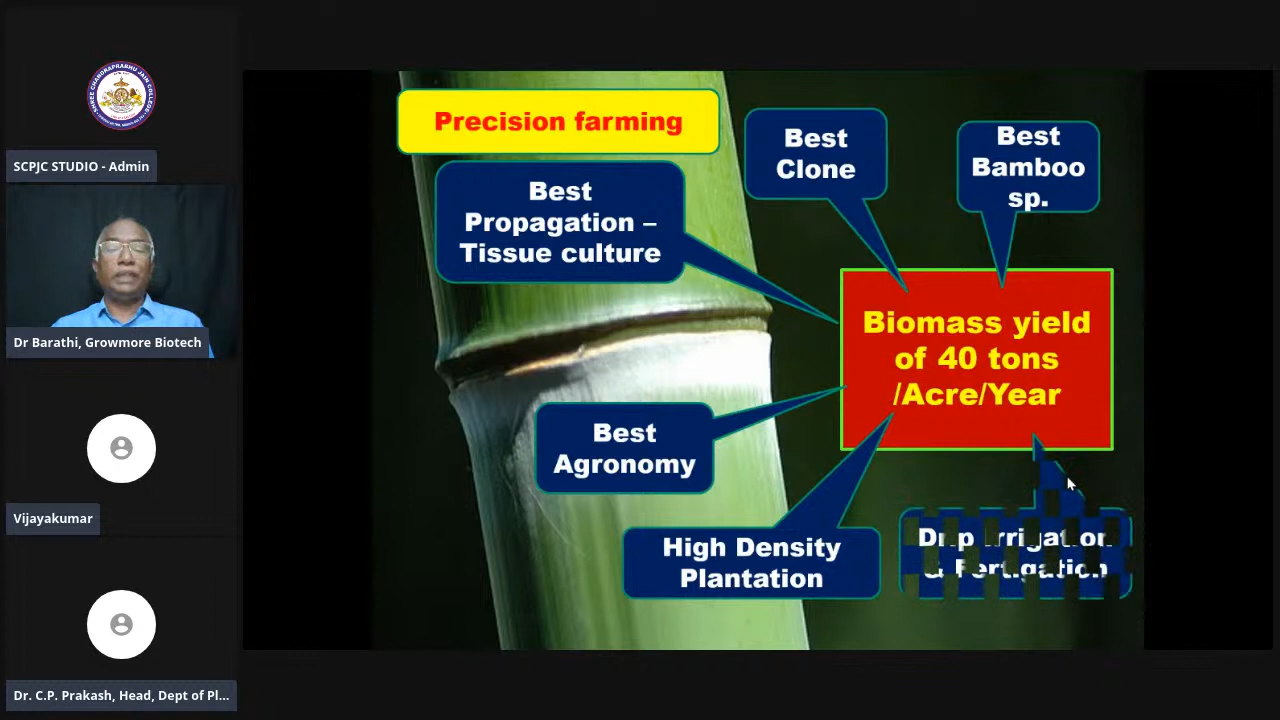 SCPJC STUDIO - Admin
Dr Barathi, Growmore Biotech
Vijayakumar
Dr. C.P. Prakash, Head, Dept of Pl...
Precision farming
Best
Propagation –
Tissue culture
Best
Clone
Best
Bamboo
sp.
Biomass yield
of 40 tons
/Acre/Year
Best
Agronomy
High Density
Plantation
Drip Irrigation
& Fertigation